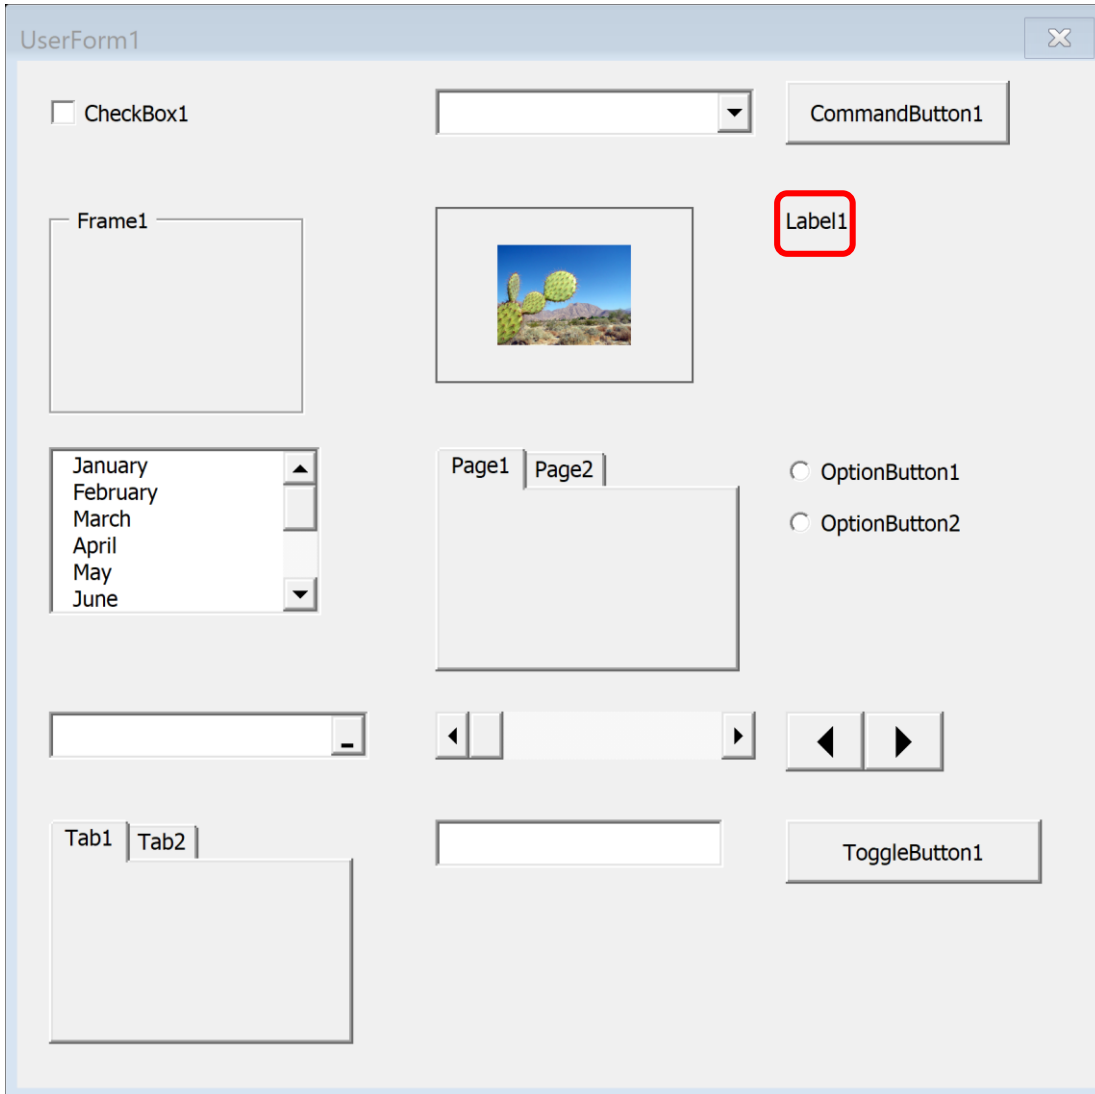 UserForm1
CheckBox1
CommandButton1
Frame1
Label1
January
February
March
April
May
June
Page1 Page2
OptionButton1
OptionButton2
Tab1 Tab2
ToggleButton1